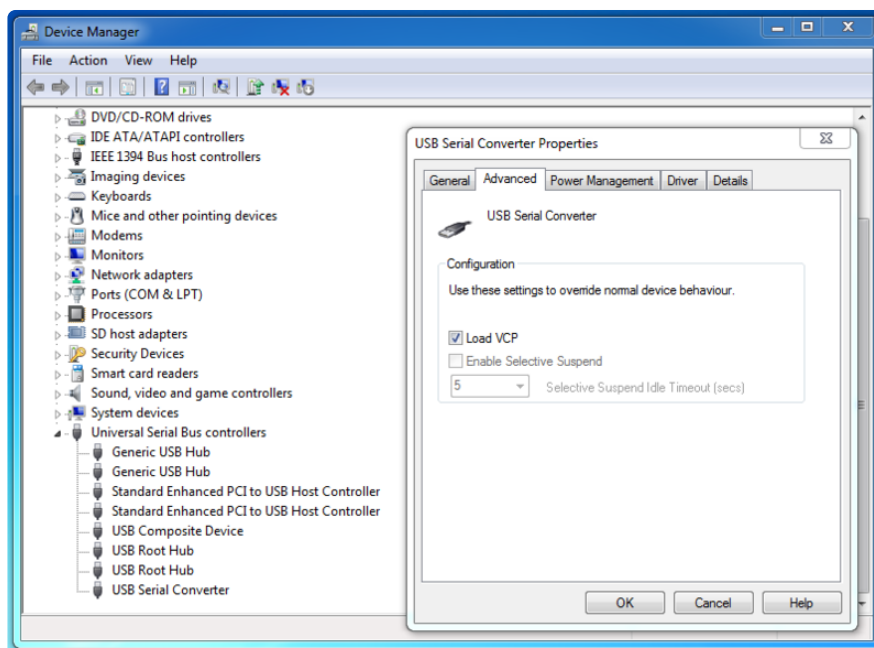 Device Manager
File Action View Help
DVD/CD-ROM drives
IDE ATA/ATAPI controllers
IEEE 1394 Bus host controllers
Imaging devices
Keyboards
Mice and other pointing devices
Modems
Monitors
Network adapters
Ports (COM & LPT)
Processors
SD host adapters
Security Devices
Smart card readers
Sound, video and game controllers
System devices
Universal Serial Bus controllers
Generic USB Hub
Generic USB Hub
Standard Enhanced PCI to USB Host Controller
Standard Enhanced PCI to USB Host Controller
USB Composite Device
USB Root Hub
USB Root Hub
USB Serial Converter
USB Serial Converter Properties
General Advanced Power Management Driver Details
USB Serial Converter
Configuration
Use these settings to override normal device behaviour.
Load VCP
Enable Selective Suspend
5 Selective Suspend Idle Timeout (secs)
OK Cancel Help